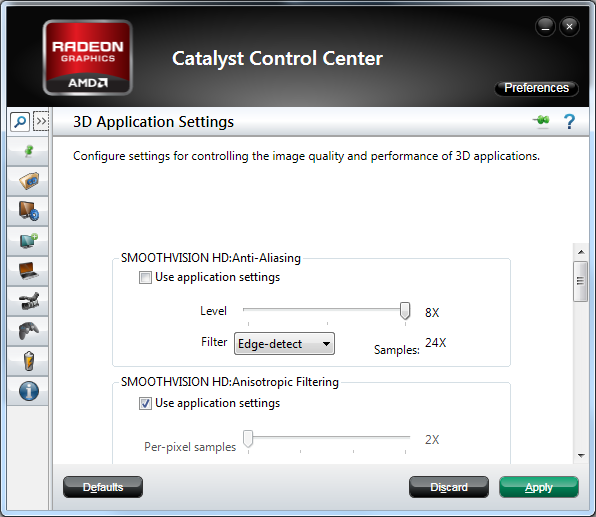 RADEON
GRAPHICS
AMD
Catalyst Control Center
Preferences
3D Application Settings
Configure settings for controlling the image quality and performance of 3D applications.
SMOOTHVISION HD:Anti-Aliasing
Use application settings
Level 8X
Filter Edge-detect Samples: 24X
SMOOTHVISION HD:Anisotropic Filtering
Use application settings
Per-pixel samples 2X
Defaults Discard Apply